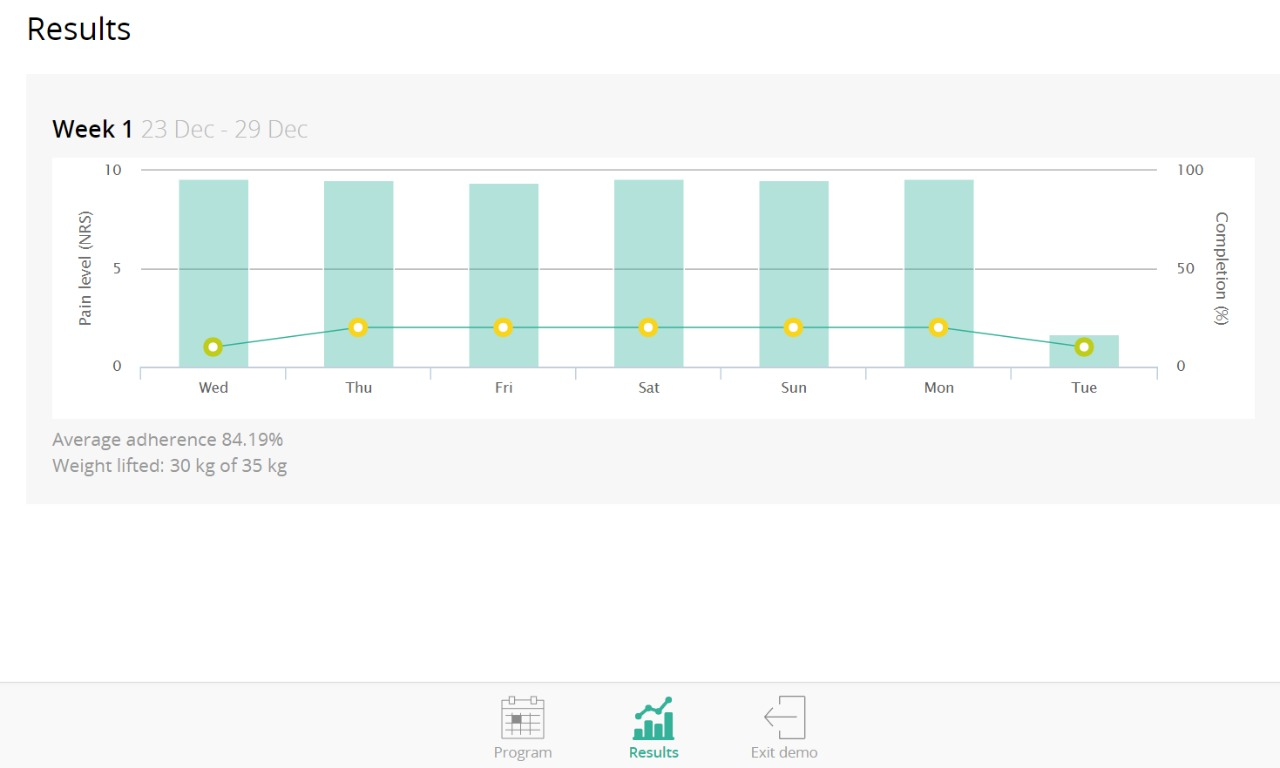 Results
Week 1 23 Dec - 29 Dec
10
100
Pain level (NRS)
Completion (%)
5
50
0
0
Wed Thu Fri Sat Sun Mon Tue
Average adherence 84.19%
Weight lifted: 30 kg of 35 kg
Program Results Exit demo